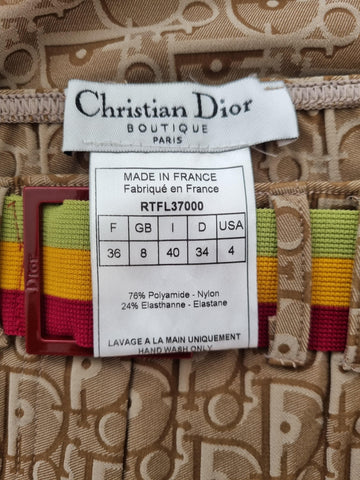 Christian Dior
BOUTIQUE
PARIS
MADE IN FRANCE
Fabriqué en France
RTFL37000
F GB I D USA
36 8 40 34 4
76% Polyamide - Nylon
24% Elasthanne - Elastane
LAVAGE A LA MAIN UNIQUEMENT
HAND WASH ONLY
Dior